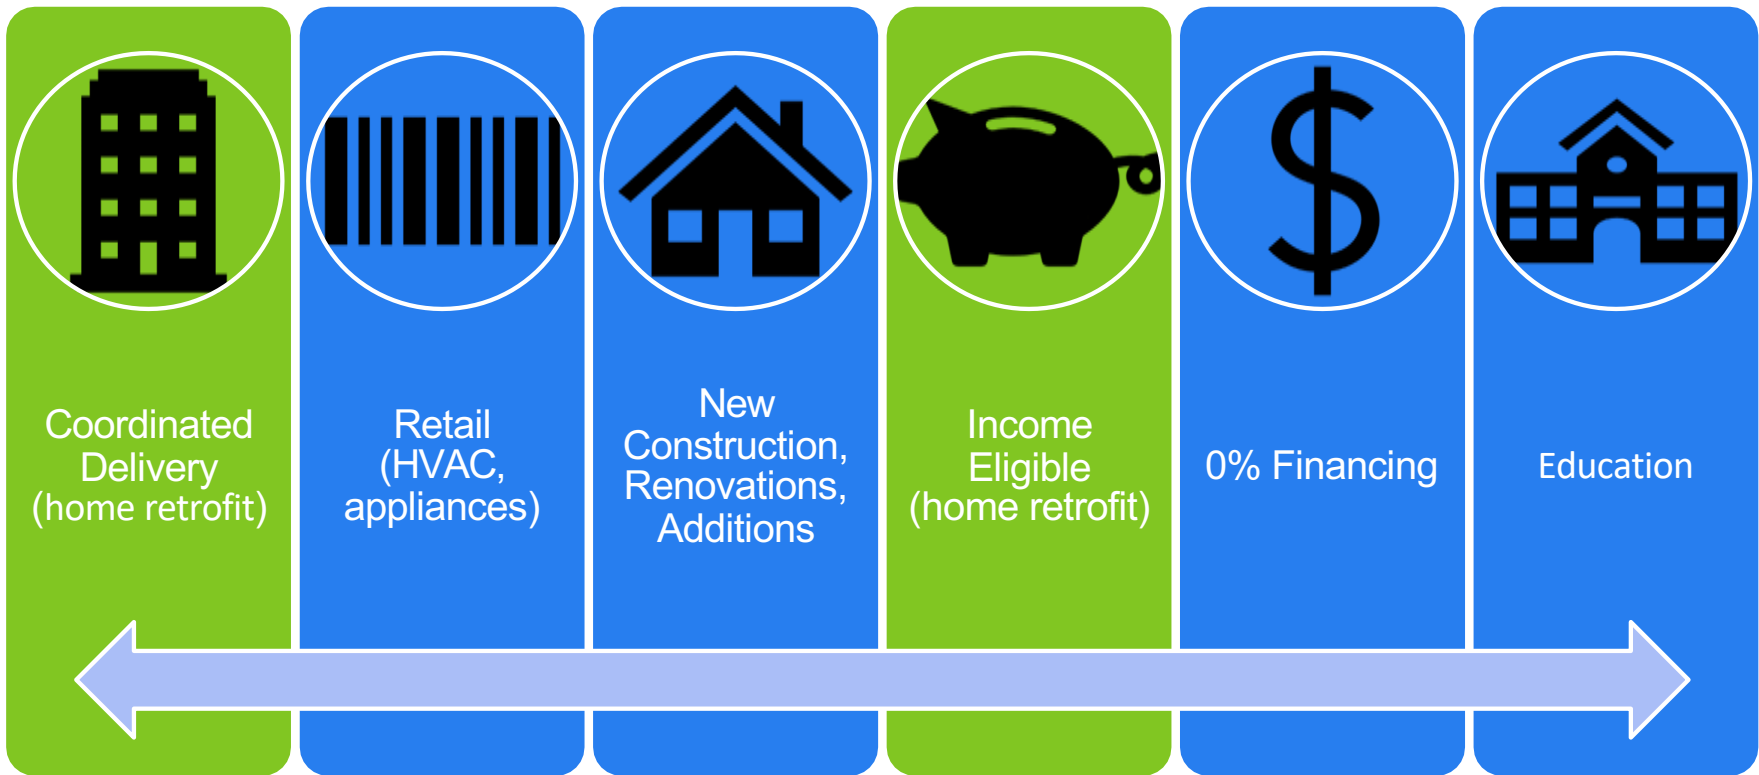 Coordinated
Delivery
(home retrofit)
Retail
(HVAC,
appliances)
New
Construction,
Renovations,
Additions
Income
Eligible
(home retrofit)
0% Financing
Education